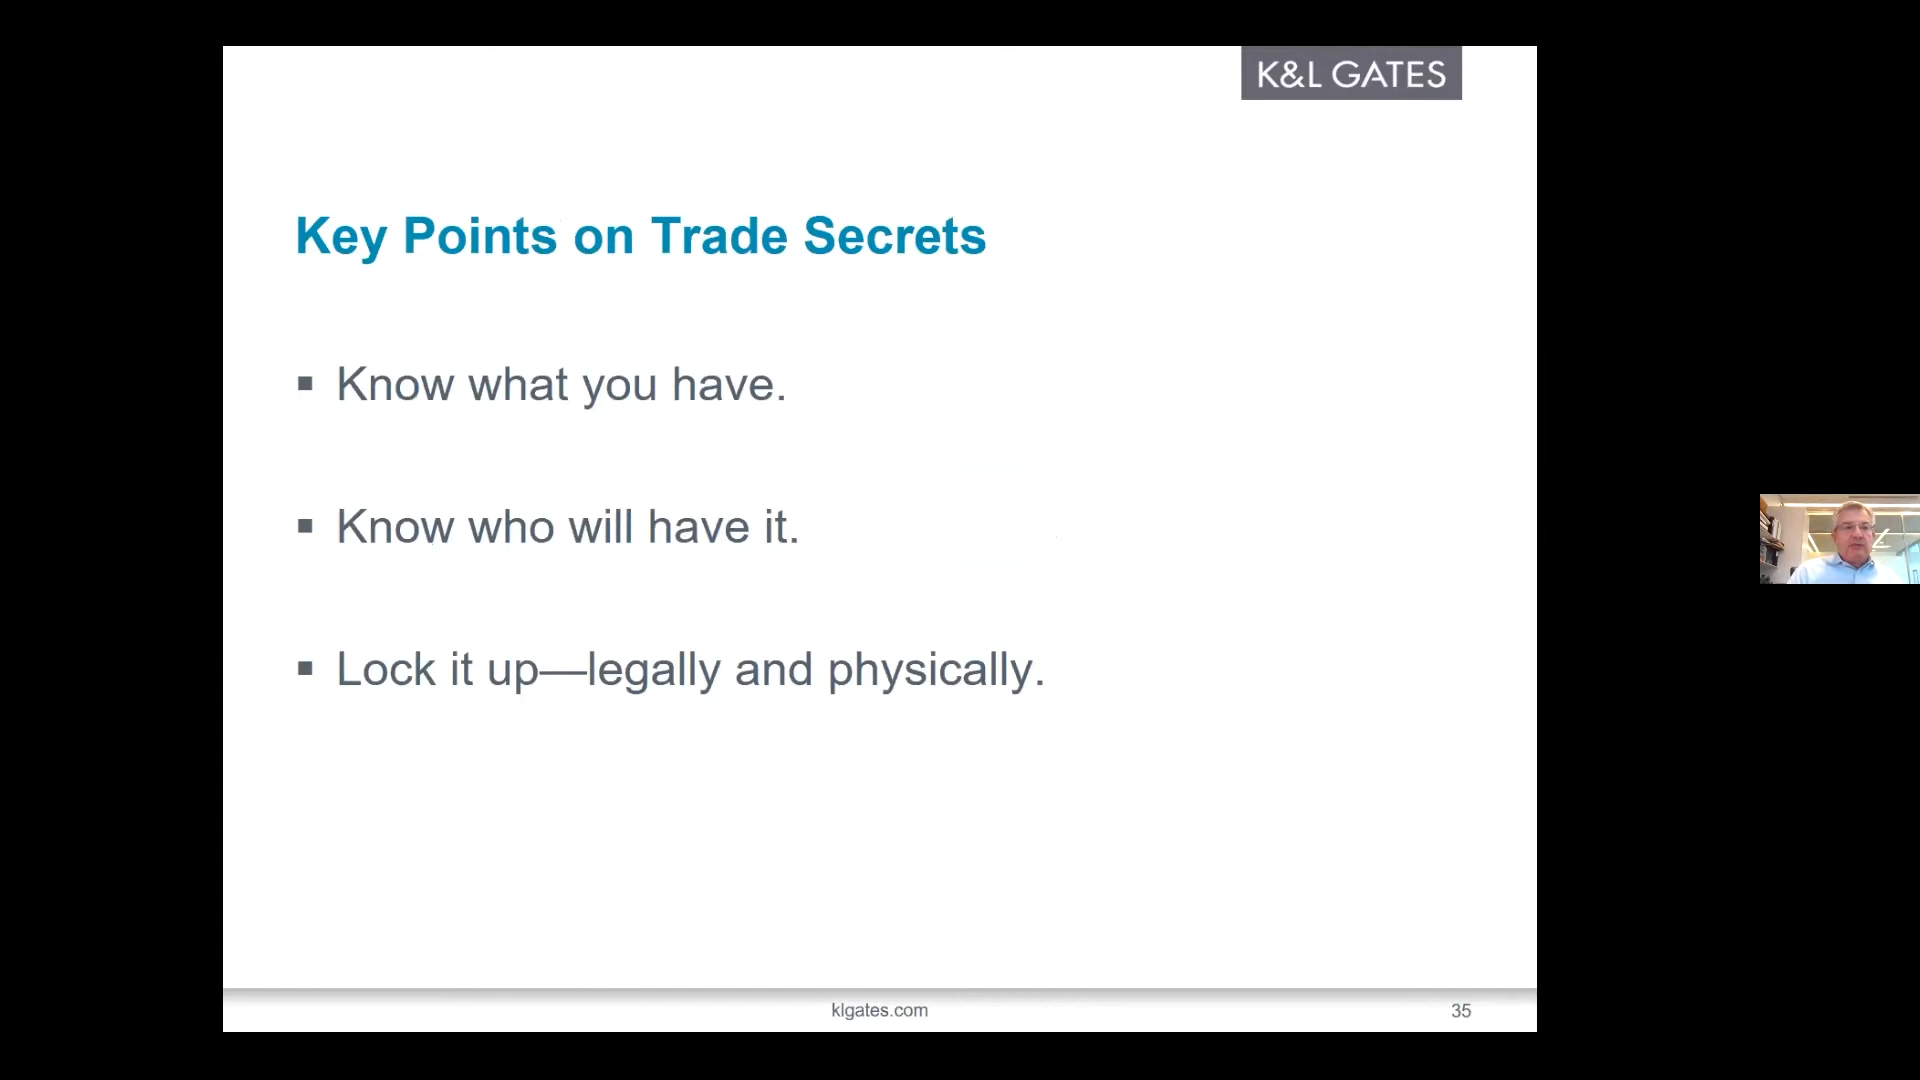 K&L GATES
Key Points on Trade Secrets
▪ Know what you have.
▪ Know who will have it.
▪ Lock it up—legally and physically.
klgates.com
35